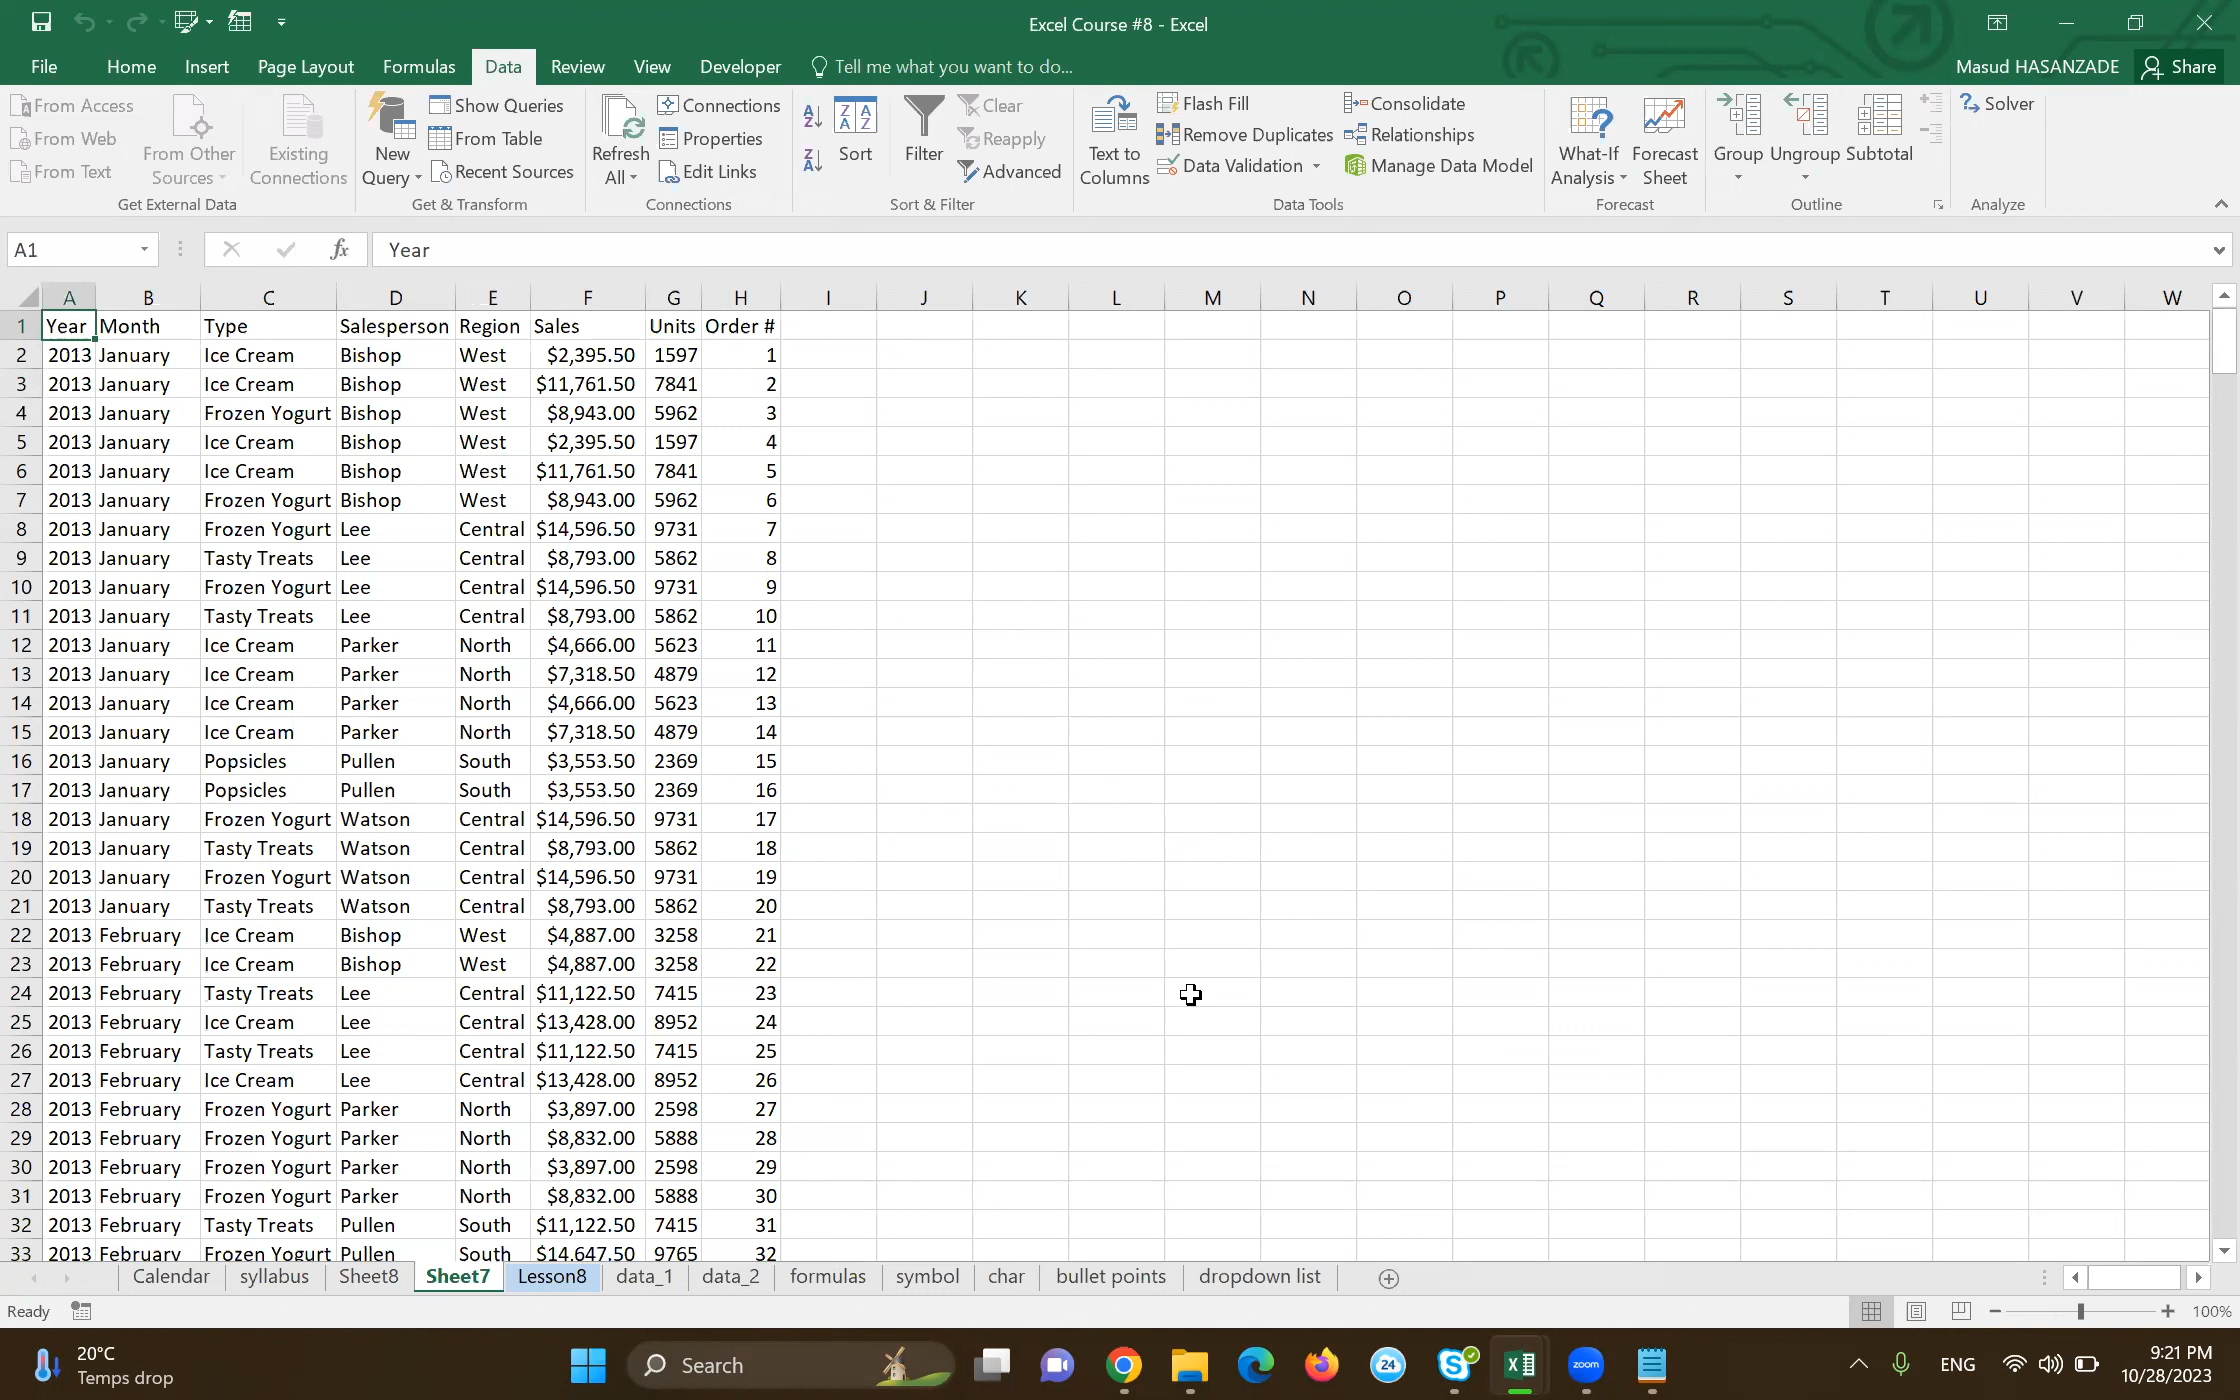 Excel Course #8 - Excel
File Home Insert Page Layout Formulas Data Review View Developer Tell me what you want to do... Masud HASANZADE Share
From Access
From Web
From Text
From Other Sources
Existing Connections
Get External Data
New Query
Show Queries
From Table
Recent Sources
Get & Transform
Refresh All
Connections
Properties
Edit Links
Connections
Sort
Filter
Clear
Reapply
Advanced
Sort & Filter
Text to Columns
Flash Fill
Remove Duplicates
Data Validation
Consolidate
Relationships
Manage Data Model
Data Tools
What-If Analysis
Forecast Sheet
Forecast
Group
Ungroup
Subtotal
Outline
Solver
Analyze
A1 fx Year
A B C D E F G H I J K L M N O P Q R S T U V W
1 Year Month Type Salesperson Region Sales Units Order #
2 2013 January Ice Cream Bishop West $2,395.50 1597 1
3 2013 January Ice Cream Bishop West $11,761.50 7841 2
4 2013 January Frozen Yogurt Bishop West $8,943.00 5962 3
5 2013 January Ice Cream Bishop West $2,395.50 1597 4
6 2013 January Ice Cream Bishop West $11,761.50 7841 5
7 2013 January Frozen Yogurt Bishop West $8,943.00 5962 6
8 2013 January Frozen Yogurt Lee Central $14,596.50 9731 7
9 2013 January Tasty Treats Lee Central $8,793.00 5862 8
10 2013 January Frozen Yogurt Lee Central $14,596.50 9731 9
11 2013 January Tasty Treats Lee Central $8,793.00 5862 10
12 2013 January Ice Cream Parker North $4,666.00 5623 11
13 2013 January Ice Cream Parker North $7,318.50 4879 12
14 2013 January Ice Cream Parker North $4,666.00 5623 13
15 2013 January Ice Cream Parker North $7,318.50 4879 14
16 2013 January Popsicles Pullen South $3,553.50 2369 15
17 2013 January Popsicles Pullen South $3,553.50 2369 16
18 2013 January Frozen Yogurt Watson Central $14,596.50 9731 17
19 2013 January Tasty Treats Watson Central $8,793.00 5862 18
20 2013 January Frozen Yogurt Watson Central $14,596.50 9731 19
21 2013 January Tasty Treats Watson Central $8,793.00 5862 20
22 2013 February Ice Cream Bishop West $4,887.00 3258 21
23 2013 February Ice Cream Bishop West $4,887.00 3258 22
24 2013 February Tasty Treats Lee Central $11,122.50 7415 23
25 2013 February Ice Cream Lee Central $13,428.00 8952 24
26 2013 February Tasty Treats Lee Central $11,122.50 7415 25
27 2013 February Ice Cream Lee Central $13,428.00 8952 26
28 2013 February Frozen Yogurt Parker North $3,897.00 2598 27
29 2013 February Frozen Yogurt Parker North $8,832.00 5888 28
30 2013 February Frozen Yogurt Parker North $3,897.00 2598 29
31 2013 February Frozen Yogurt Parker North $8,832.00 5888 30
32 2013 February Tasty Treats Pullen South $11,122.50 7415 31
33 2013 February Frozen Yogurt Pullen South $14,647.50 9765 32
Calendar syllabus Sheet8 Sheet7 Lesson8 data_1 data_2 formulas symbol char bullet points dropdown list
Ready 100%
20°C
Temps drop
Search
24
zoom
ENG
9:21 PM
10/28/2023